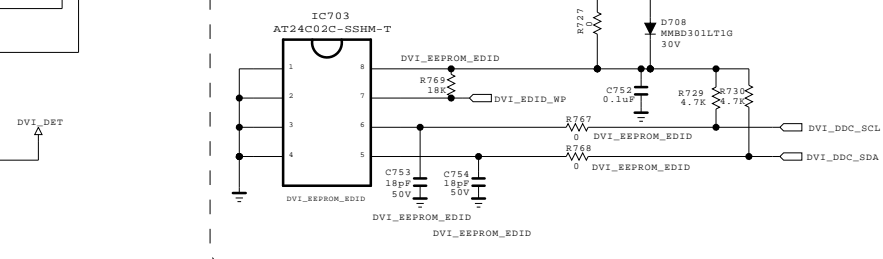 IC703
AT24C02C-SSHM-T
R727
0
D708
MMBD301LT1G
30V
DVI_EEPROM_EDID
1
8
R769
18K
C752
0.1uF
R729
4.7K
R730
4.7K
2
7
DVI_EDID_WP
DVI_DET
3
6
R767
0
DVI_EEPROM_EDID
DVI_DDC_SCL
4
5
R768
0
DVI_EEPROM_EDID
DVI_DDC_SDA
C753
18pF
50V
C754
18pF
50V
DVI_EEPROM_EDID
DVI_EEPROM_EDID
DVI_EEPROM_EDID